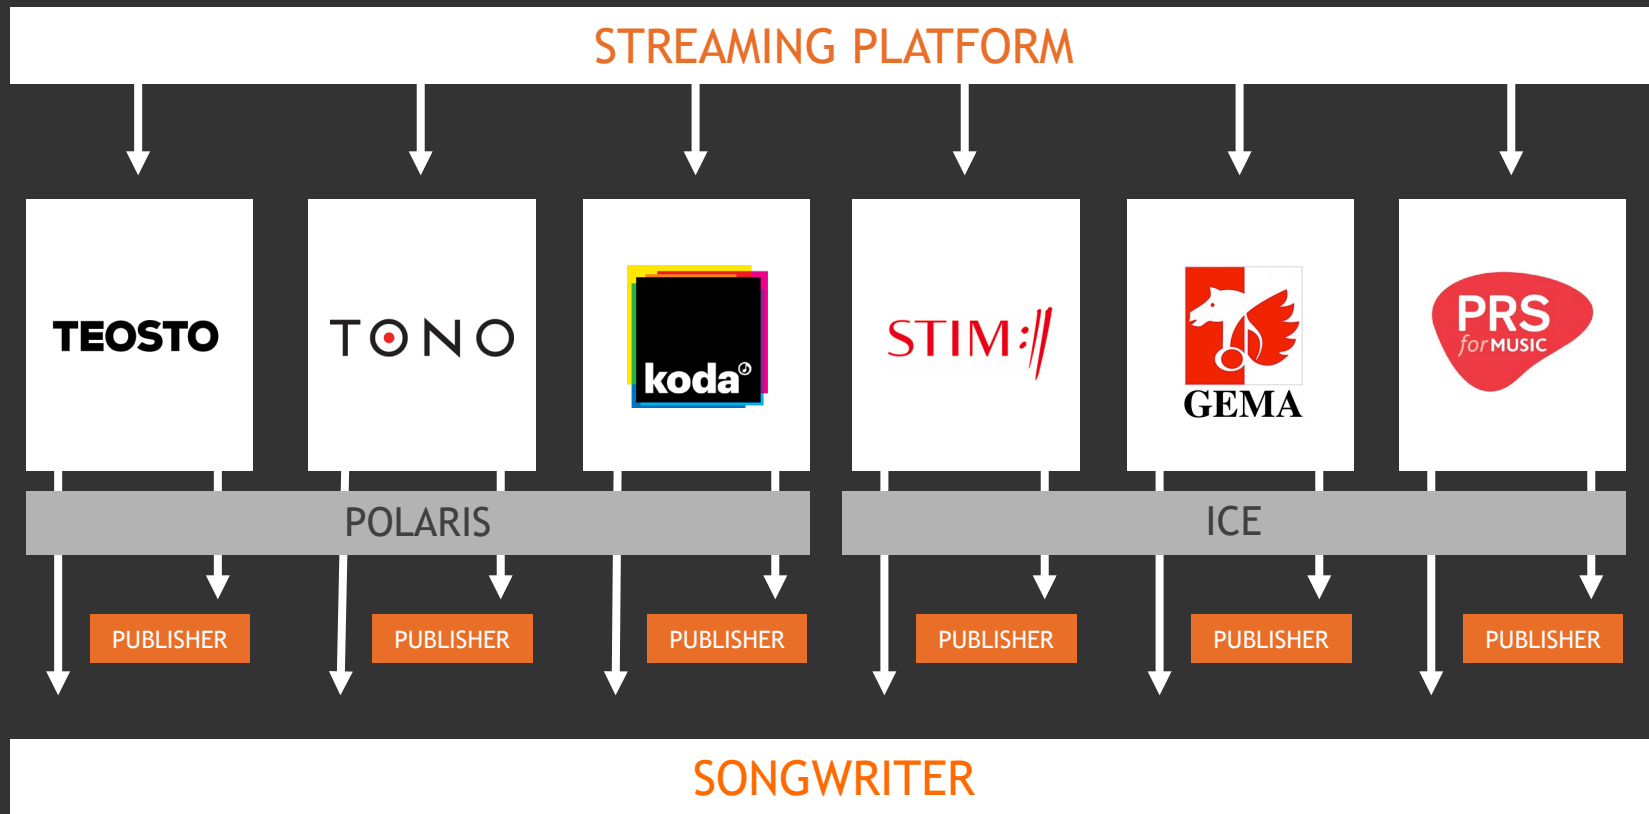 STREAMING PLATFORM
TEOSTO
TONO
koda
STIM
GEMA
PRS
for MUSIC
POLARIS
ICE
PUBLISHER
PUBLISHER
PUBLISHER
PUBLISHER
PUBLISHER
PUBLISHER
SONGWRITER